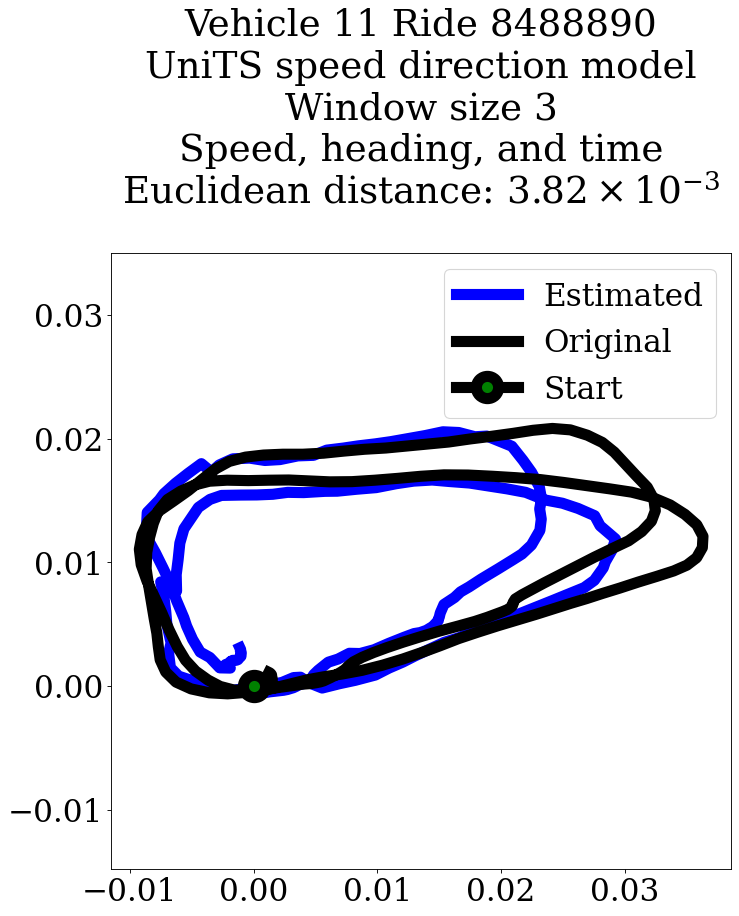 Vehicle 11 Ride 8488890
UniTS speed direction model
Window size 3
Speed, heading, and time
Euclidean distance: 3.82 × 10⁻³
Estimated
Original
Start
0.03
0.02
0.01
0.00
−0.01
−0.01 0.00 0.01 0.02 0.03